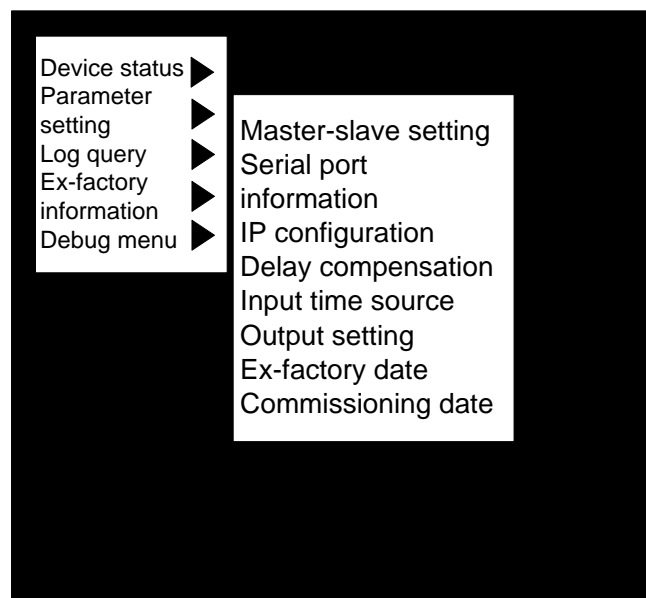 Device status
Parameter
setting
Log query
Ex-factory
information
Debug menu
Master-slave setting
Serial port
information
IP configuration
Delay compensation
Input time source
Output setting
Ex-factory date
Commissioning date